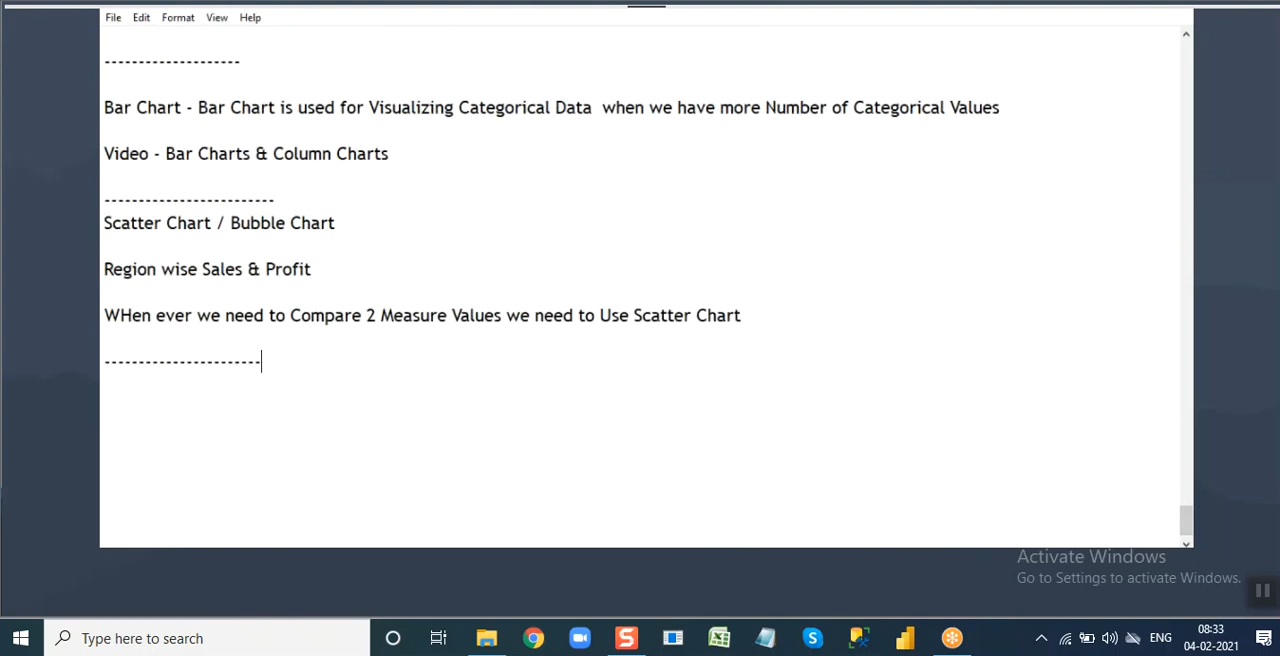 File Edit Format View Help
--------------------
Bar Chart - Bar Chart is used for Visualizing Categorical Data  when we have more Number of Categorical Values
Video - Bar Charts & Column Charts
-------------------------
Scatter Chart / Bubble Chart
Region wise Sales & Profit
WHen ever we need to Compare 2 Measure Values we need to Use Scatter Chart
-----------------------
Activate Windows
Go to Settings to activate Windows.
Type here to search
ENG
08:33
04-02-2021